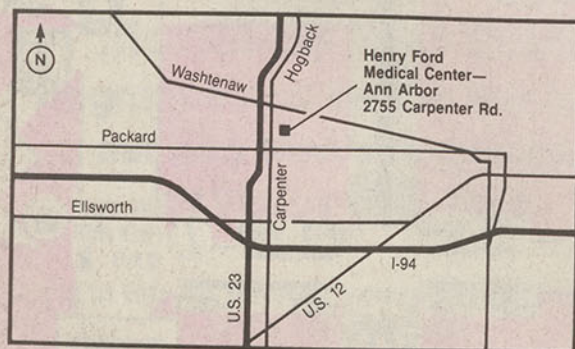 N
Hogback
Washtenaw
Henry Ford
Medical Center—
Ann Arbor
2755 Carpenter Rd.
Packard
Carpenter
Ellsworth
I-94
U.S. 23
U.S. 12